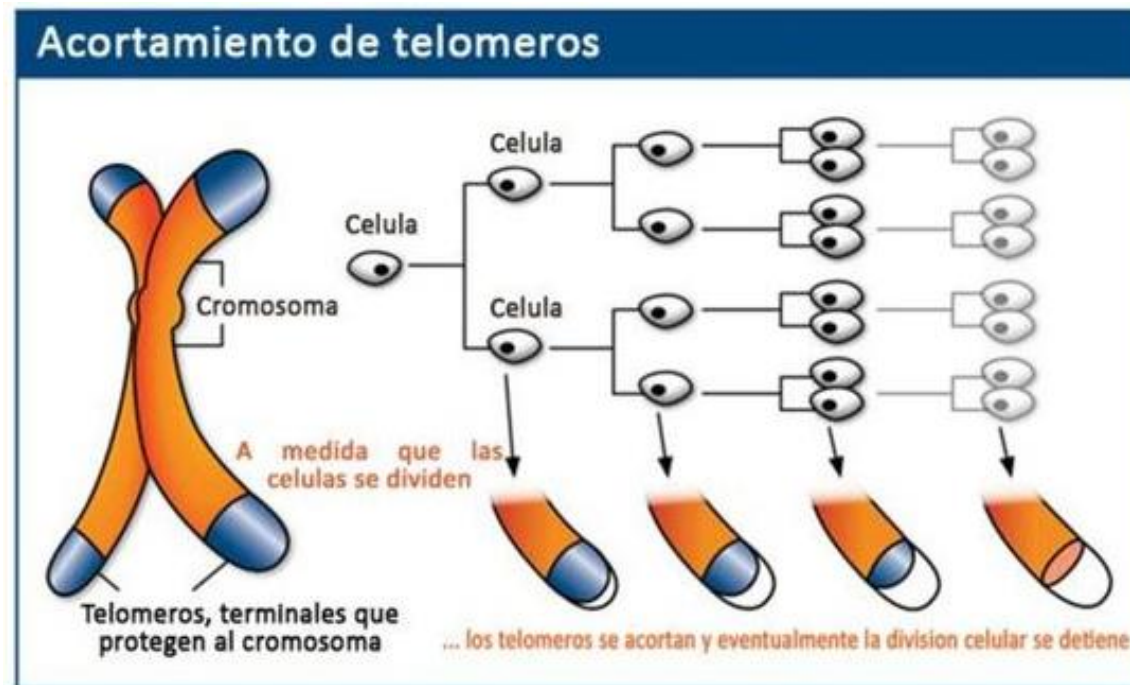 Acortamiento de telomeros
Celula
Celula
Cromosoma
Celula
A medida que las
celulas se dividen
Telomeros, terminales que
protegen al cromosoma
... los telomeros se acortan y eventualmente la division celular se detiene